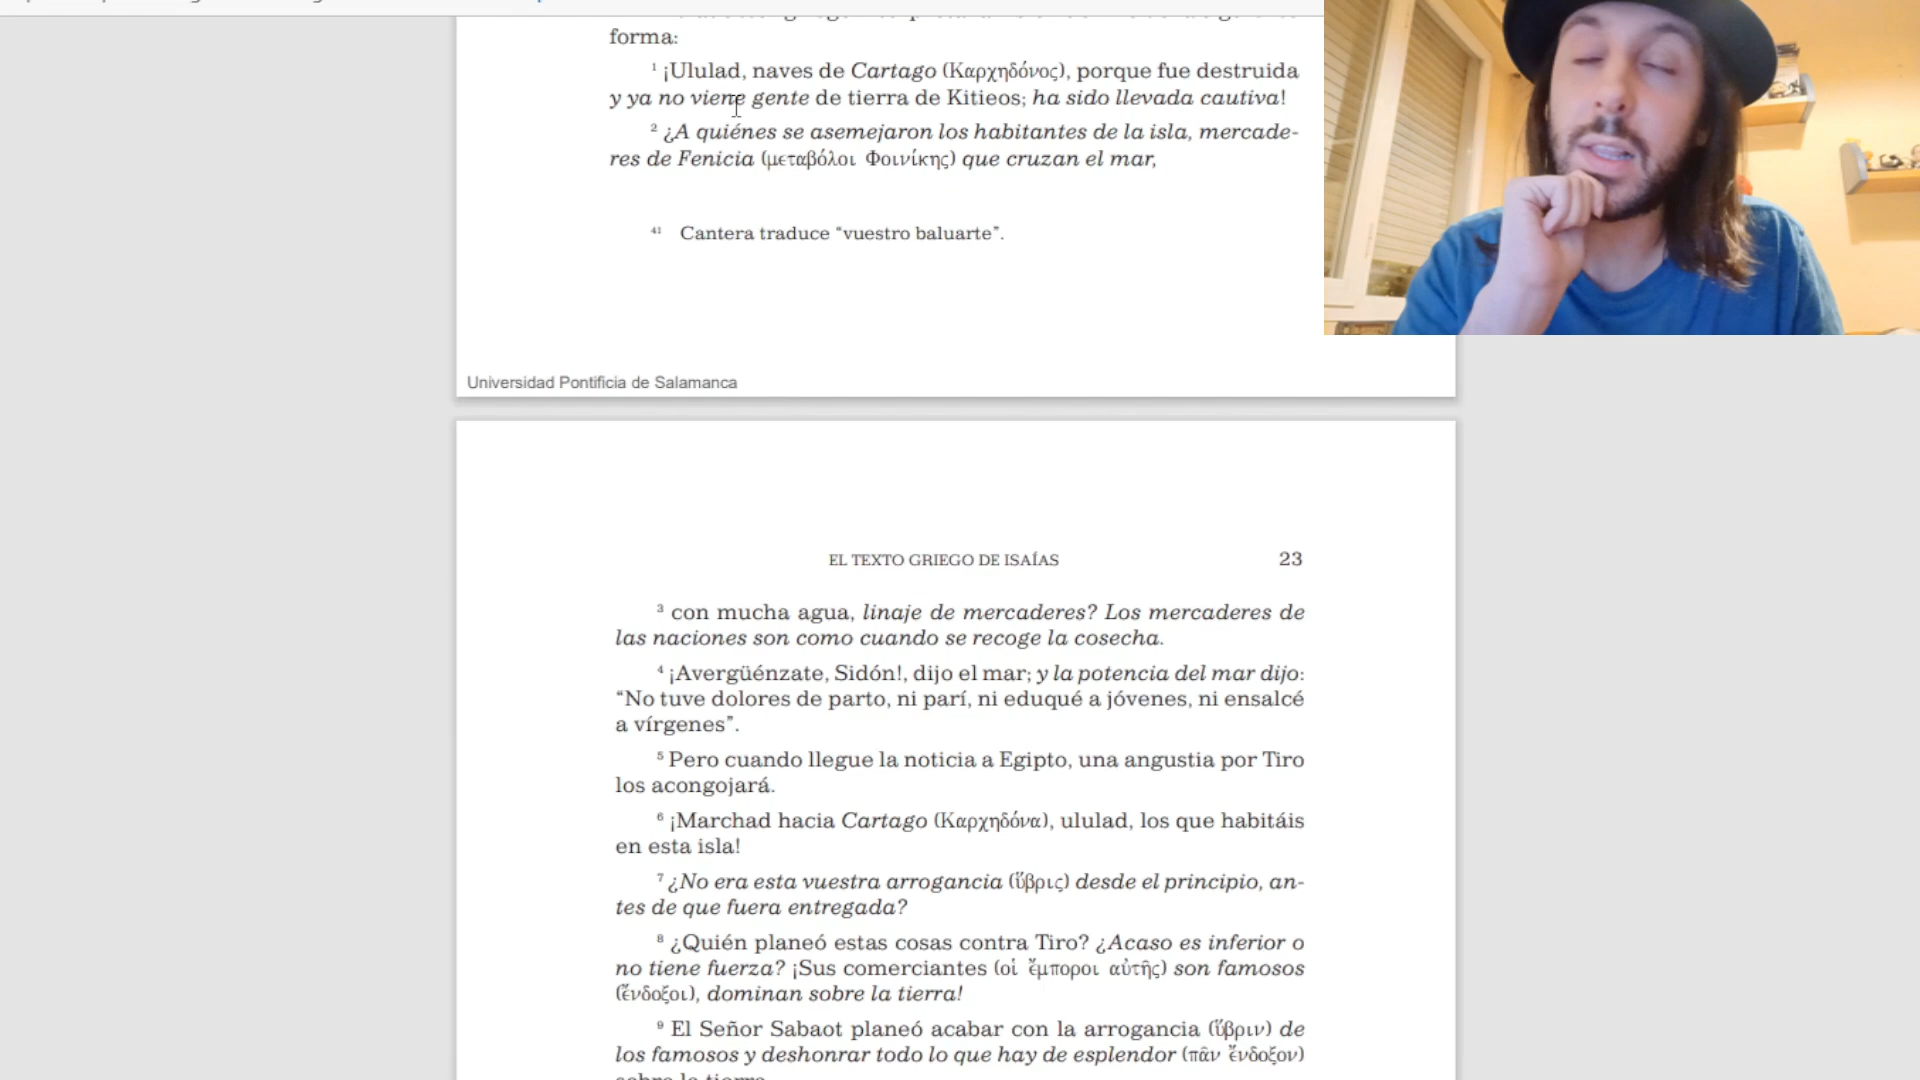 forma:
¹ ¡Ululad, naves de Cartago (Καρχηδόνος), porque fue destruida
y ya no viene gente de tierra de Kitieos; ha sido llevada cautiva!
² ¿A quiénes se asemejaron los habitantes de la isla, mercade-
res de Fenicia (μεταβόλοι Φοινίκης) que cruzan el mar,
⁴¹ Cantera traduce “vuestro baluarte”.
Universidad Pontificia de Salamanca
EL TEXTO GRIEGO DE ISAÍAS 23
³ con mucha agua, linaje de mercaderes? Los mercaderes de
las naciones son como cuando se recoge la cosecha.
⁴ ¡Avergüénzate, Sidón!, dijo el mar; y la potencia del mar dijo:
“No tuve dolores de parto, ni parí, ni eduqué a jóvenes, ni ensalcé
a vírgenes”.
⁵ Pero cuando llegue la noticia a Egipto, una angustia por Tiro
los acongojará.
⁶ ¡Marchad hacia Cartago (Καρχηδόνα), ululad, los que habitáis
en esta isla!
⁷ ¿No era esta vuestra arrogancia (ὕβρις) desde el principio, an-
tes de que fuera entregada?
⁸ ¿Quién planeó estas cosas contra Tiro? ¿Acaso es inferior o
no tiene fuerza? ¡Sus comerciantes (οἱ ἔμποροι αὐτῆς) son famosos
(ἔνδοξοι), dominan sobre la tierra!
⁹ El Señor Sabaot planeó acabar con la arrogancia (ὕβριν) de
los famosos y deshonrar todo lo que hay de esplendor (πᾶν ἔνδοξον)
sobre la tierra.